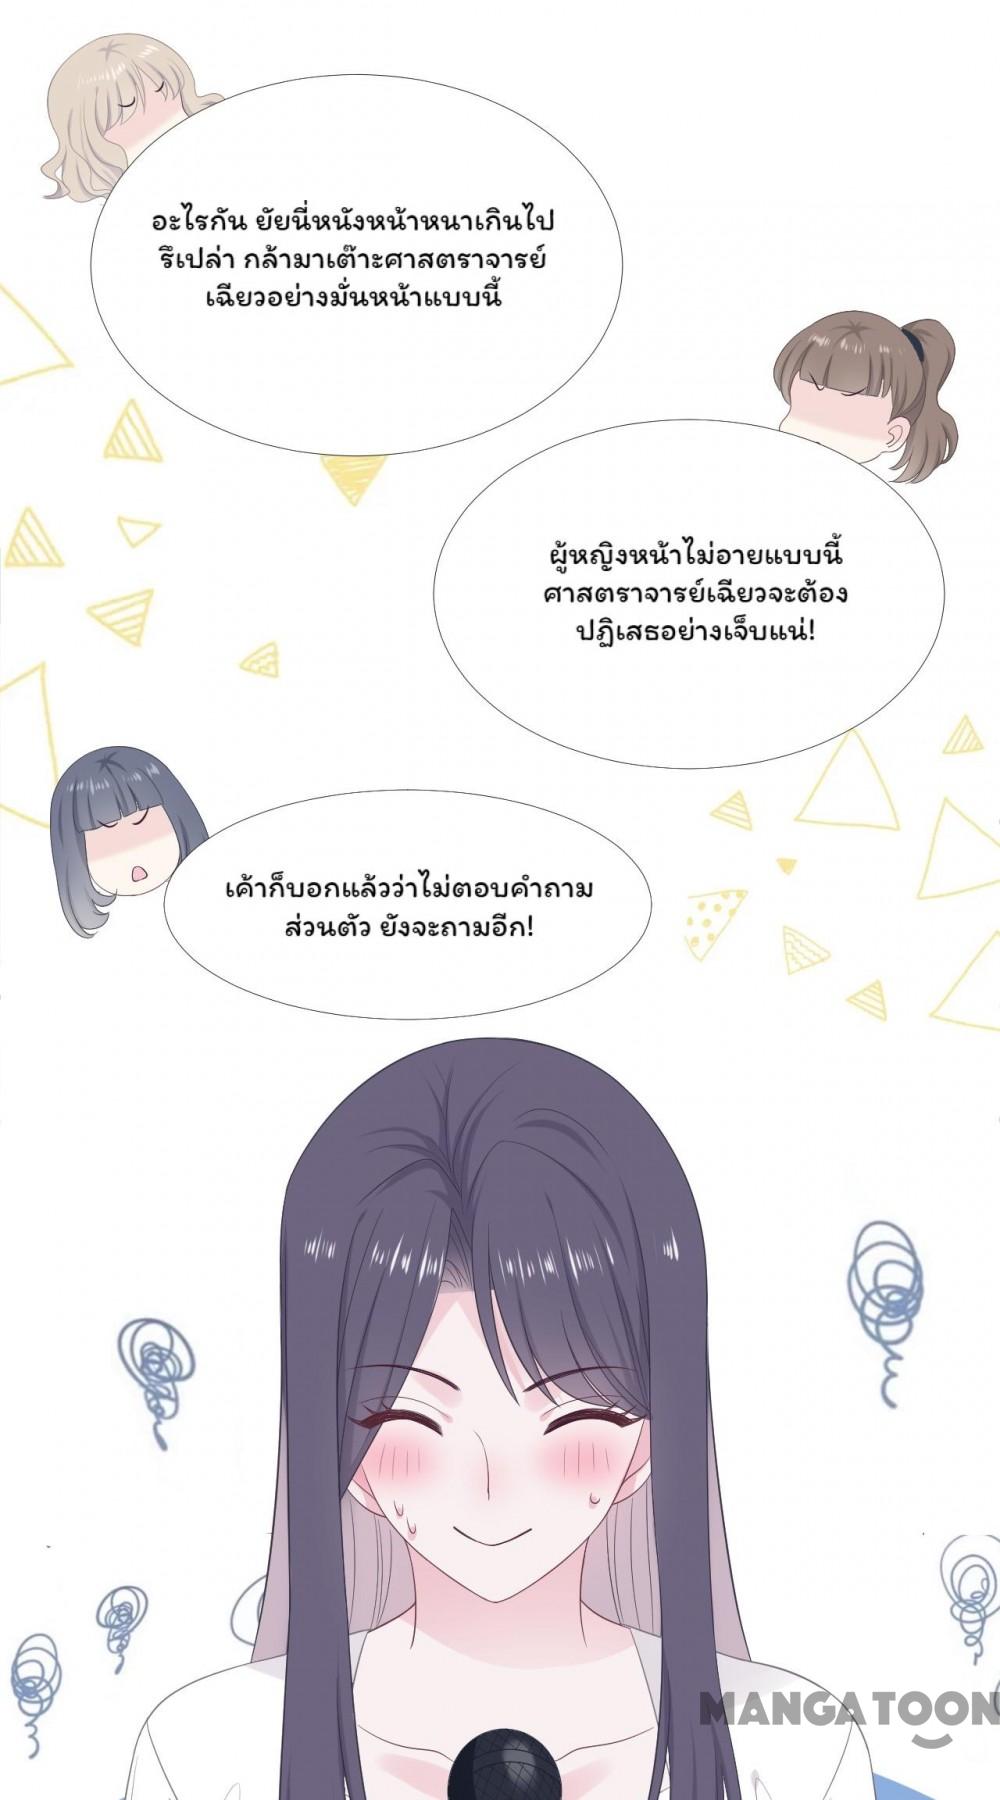 อะไรกัน ยัยนี่หนังหน้าหนาเกินไป
รึเปล่า กล้ามาเต๊าะศาสตราจารย์
เฉียวอย่างมั่นหน้าแบบนี้
ผู้หญิงหน้าไม่อายแบบนี้
ศาสตราจารย์เฉียวจะต้อง
ปฏิเสธอย่างเจ็บแน่!
เค้าก็บอกแล้วว่าไม่ตอบคำถาม
ส่วนตัว ยังจะถามอีก!
MANGATOON